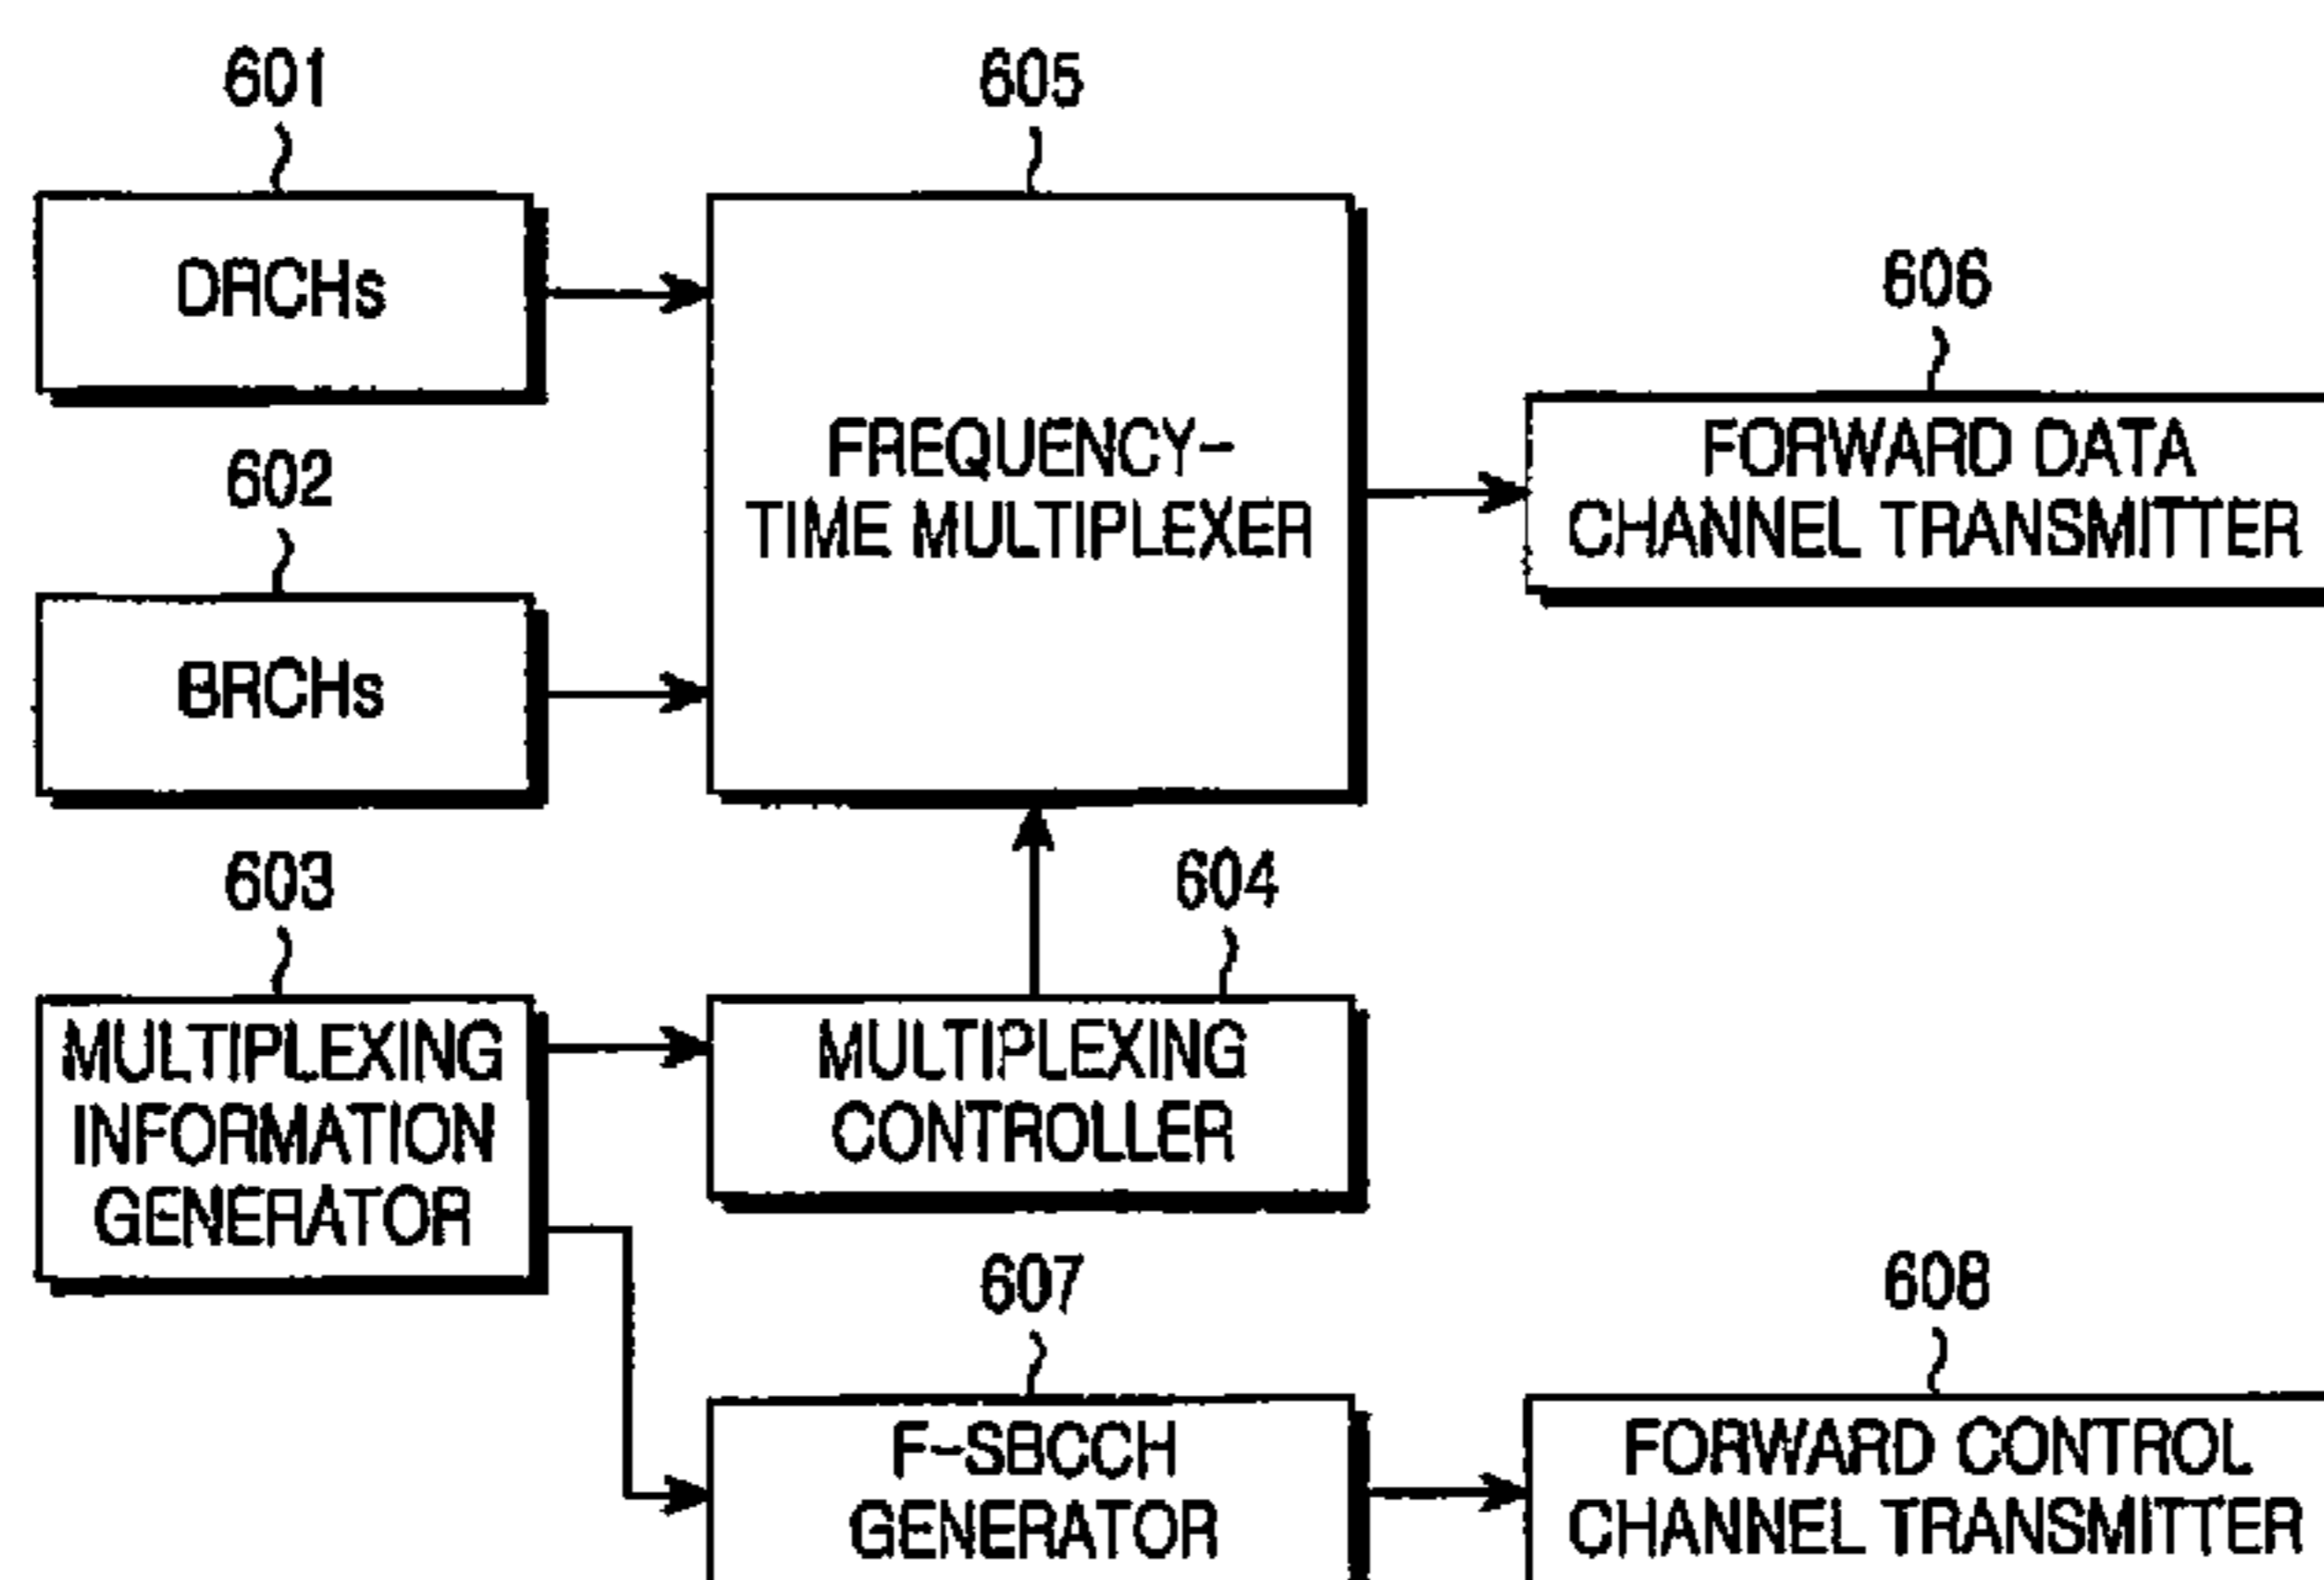 601
605
DRCHs
606
FREQUENCY-
TIME MULTIPLEXER
FORWARD DATA
CHANNEL TRANSMITTER
602
BRCHs
603
604
MULTIPLEXING
INFORMATION
GENERATOR
MULTIPLEXING
CONTROLLER
607
608
F-SBCCH
GENERATOR
FORWARD CONTROL
CHANNEL TRANSMITTER